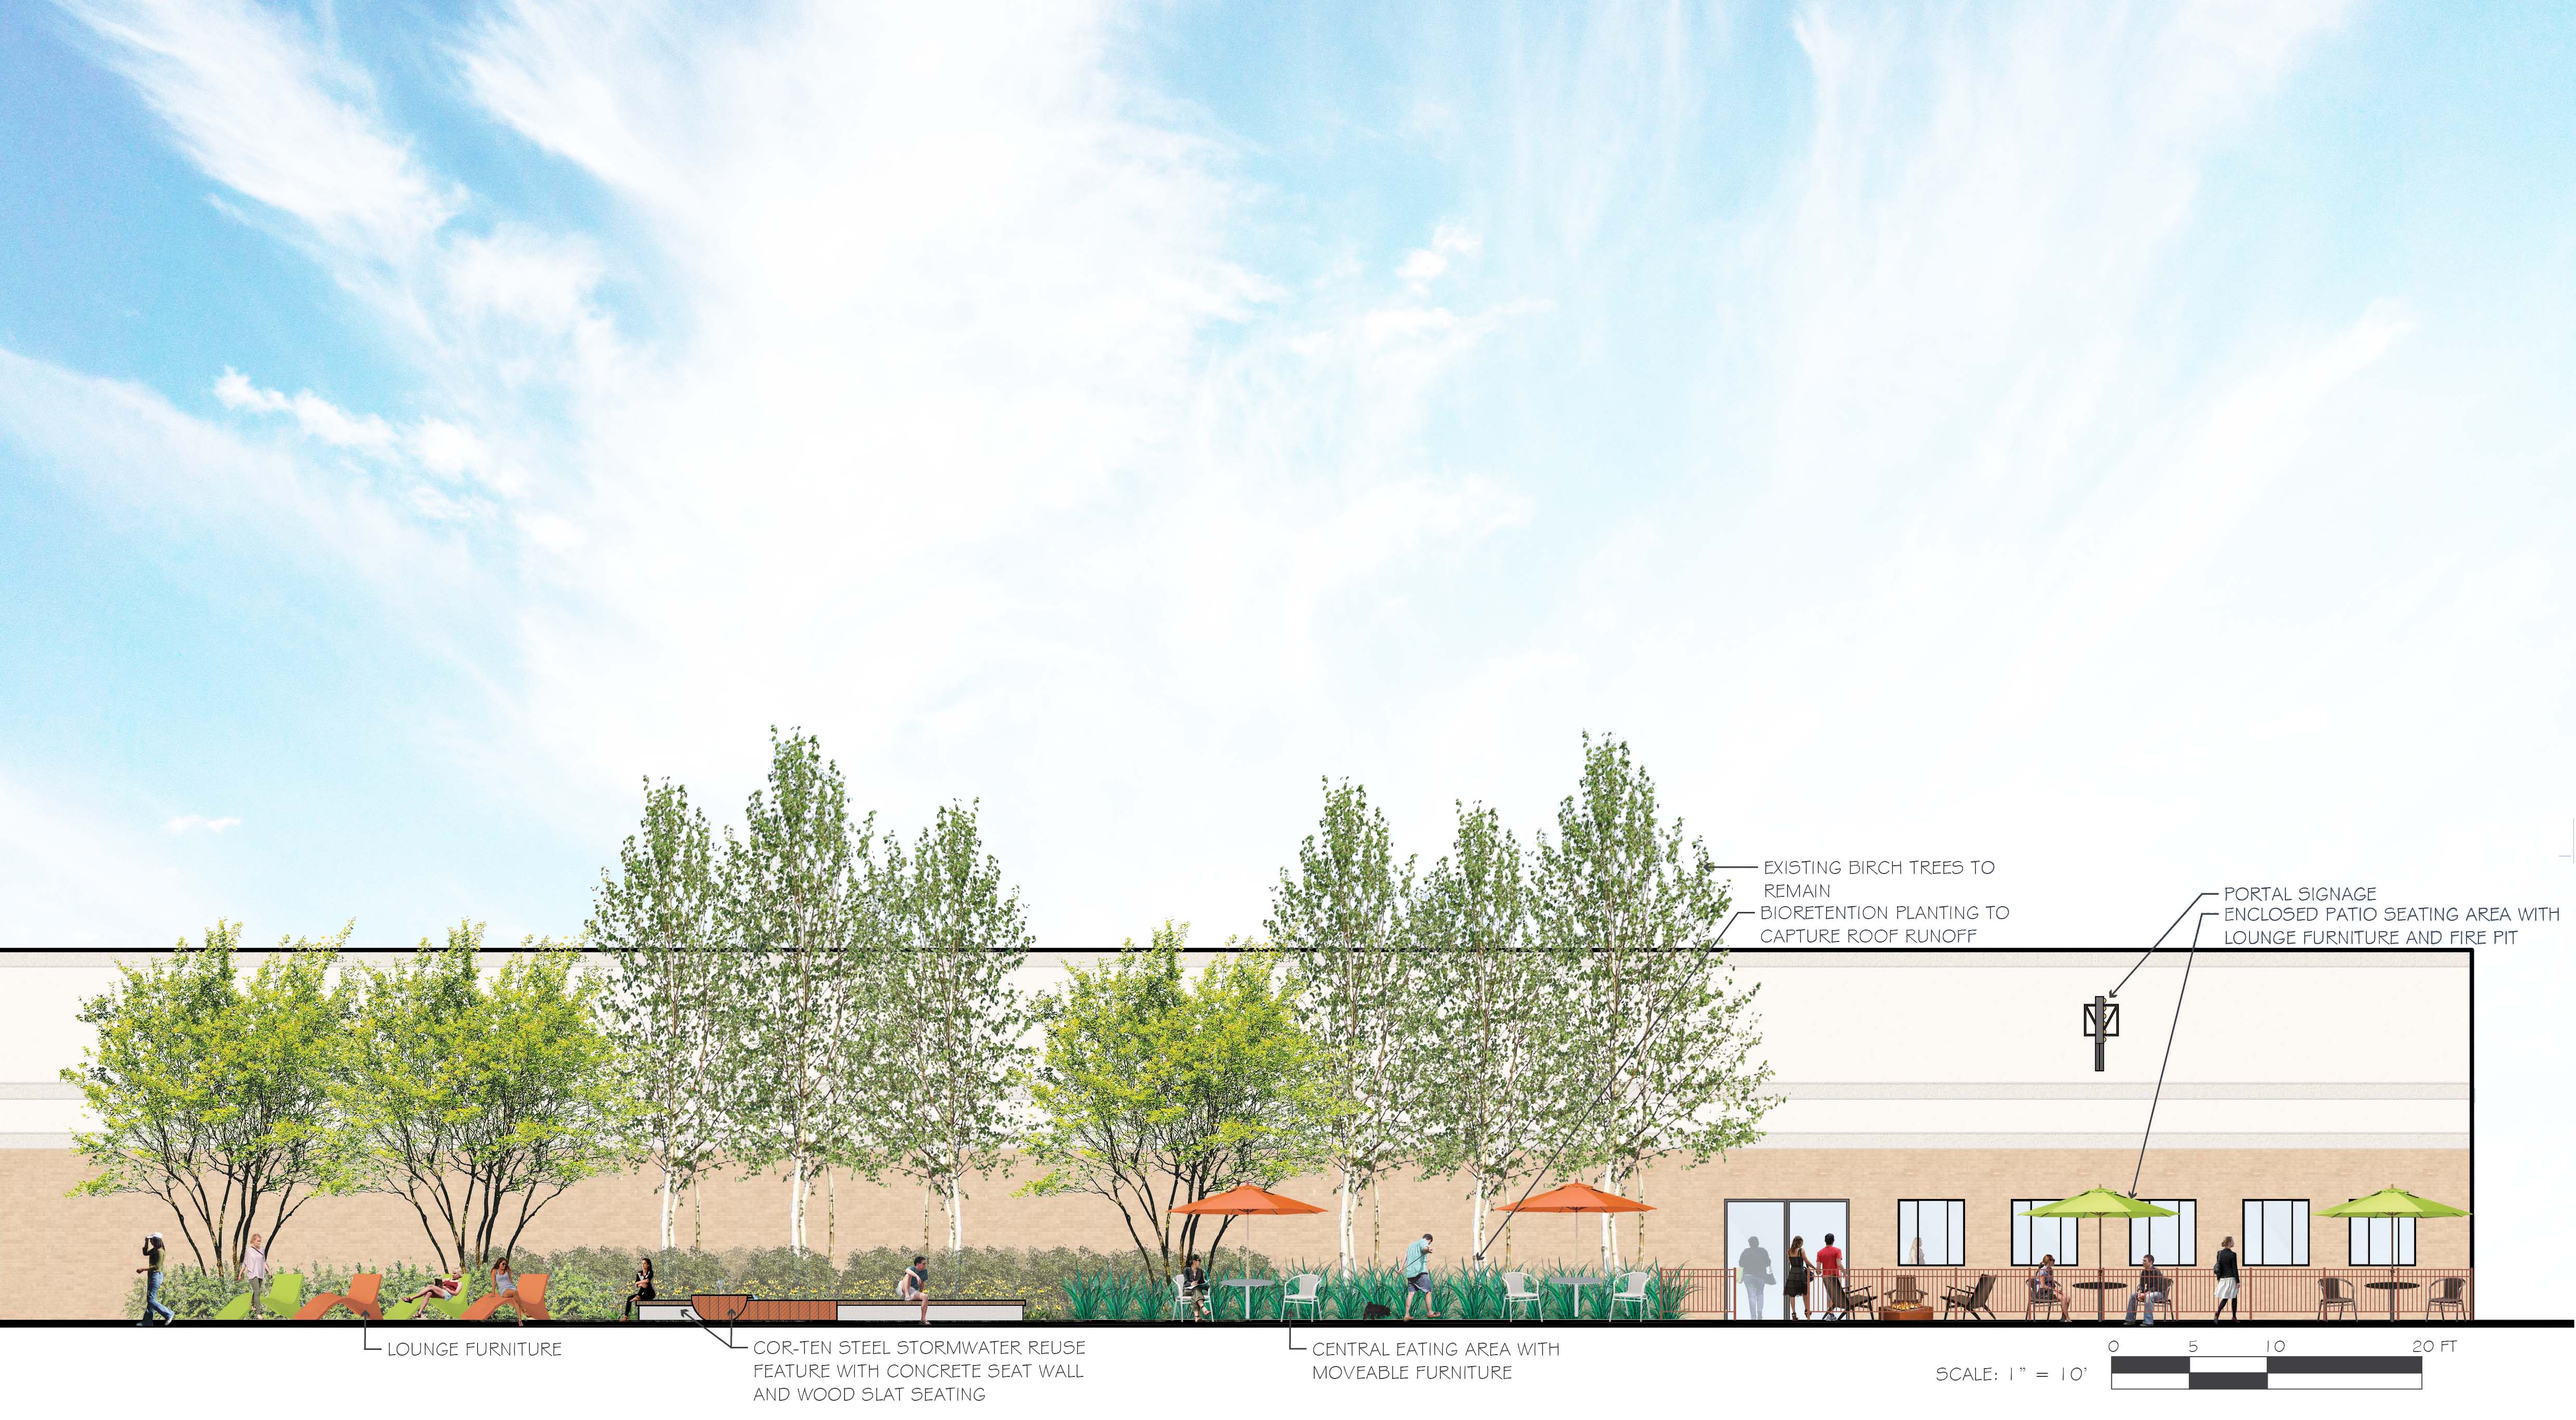 EXISTING BIRCH TREES TO
REMAIN
BIORETENTION PLANTING TO
CAPTURE ROOF RUNOFF
PORTAL SIGNAGE
ENCLOSED PATIO SEATING AREA WITH
LOUNGE FURNITURE AND FIRE PIT
LOUNGE FURNITURE
COR-TEN STEEL STORMWATER REUSE
FEATURE WITH CONCRETE SEAT WALL
AND WOOD SLAT SEATING
CENTRAL EATING AREA WITH
MOVEABLE FURNITURE
0 5 10 20 FT
SCALE: 1" = 10'